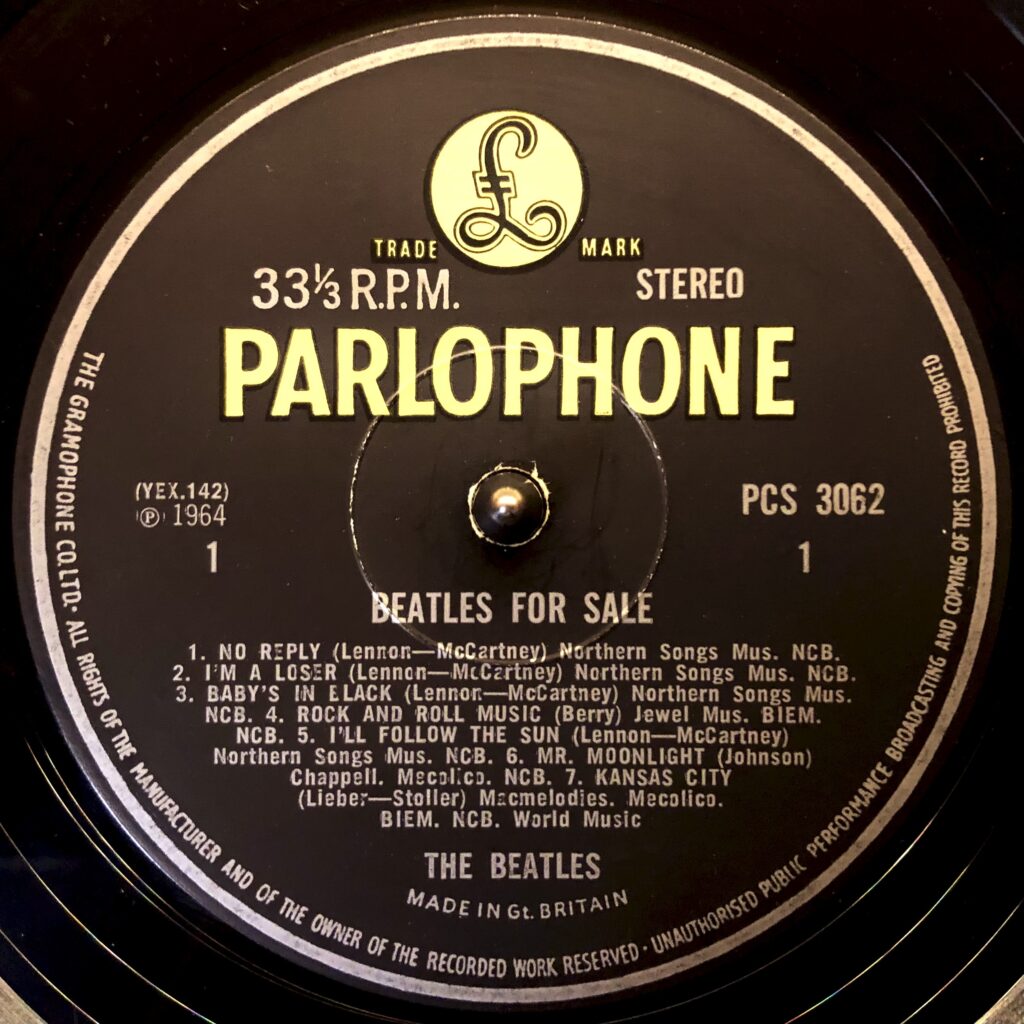 £
TRADE MARK
33⅓ R.P.M. STEREO
PARLOPHONE
(YEX.142)
Ⓟ 1964
PCS 3062
1 1
BEATLES FOR SALE
1. NO REPLY (Lennon—McCartney) Northern Songs Mus. NCB.
2. I'M A LOSER (Lennon—McCartney) Northern Songs Mus. NCB.
3. BABY'S IN BLACK (Lennon—McCartney) Northern Songs Mus.
NCB. 4. ROCK AND ROLL MUSIC (Berry) Jewel Mus. BIEM.
NCB. 5. I'LL FOLLOW THE SUN (Lennon—McCartney)
Northern Songs Mus. NCB. 6. MR. MOONLIGHT (Johnson)
Chappell. Mecolico. NCB. 7. KANSAS CITY
(Lieber—Stoller) Macmelodies. Mecolico.
BIEM. NCB. World Music
THE BEATLES
MADE IN Gt. BRITAIN
THE GRAMOPHONE CO. LTD. · ALL RIGHTS OF THE MANUFACTURER AND OF THE OWNER OF THE RECORDED WORK RESERVED · UNAUTHORISED PUBLIC PERFORMANCE BROADCASTING AND COPYING OF THIS RECORD PROHIBITED